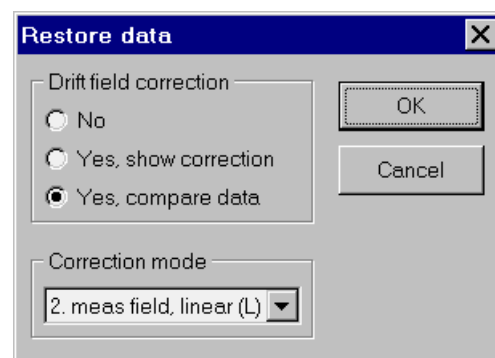 Restore data
Drift field correction
No
Yes, show correction
Yes, compare data
OK
Cancel
Correction mode
2. meas field, linear (L)